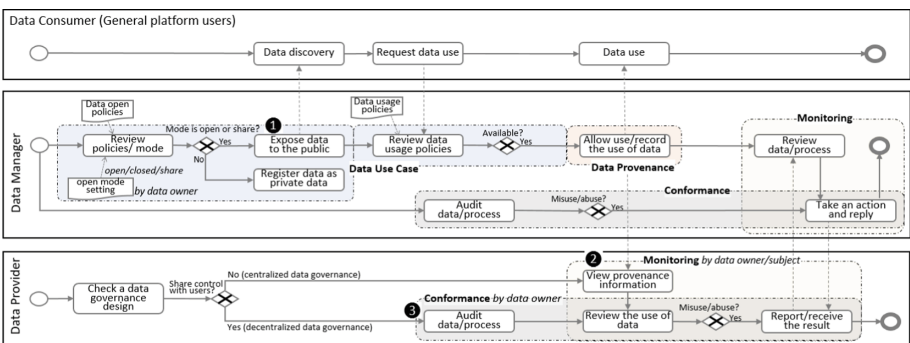 Data Consumer (General platform users)
Data discovery
Request data use
Data use
Data Manager
Data open
policies
Review
policies/ mode
open/closed/share
open mode
setting
by data owner
Mode is open or share?
Yes
No
1
Expose data
to the public
Register data as
private data
Data usage
policies
Review data
usage policies
Data Use Case
Available?
Yes
Allow use/record
the use of data
Data Provenance
Monitoring
Review
data/process
Conformance
Audit
data/process
Misuse/abuse?
Yes
Take an action
and reply
Data Provider
Check a data
governance
design
Share control
with users?
No (centralized data governance)
Yes (decentralized data governance)
2
Monitoring by data owner/subject
View provenance
information
3
Conformance by data owner
Audit
data/process
Review the use of
data
Misuse/abuse?
Yes
Report/receive
the result